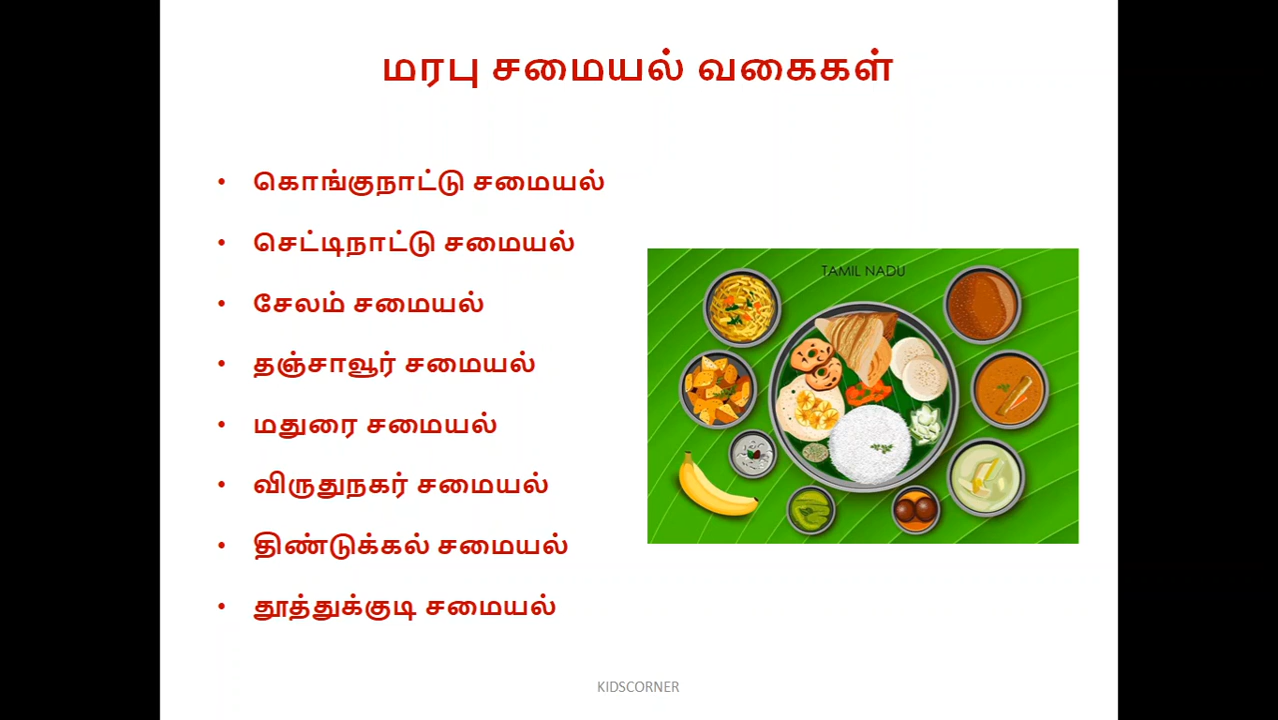 மரபு சமையல் வகைகள்
• கொங்குநாட்டு சமையல்
• செட்டிநாட்டு சமையல்
• சேலம் சமையல்
• தஞ்சாவூர் சமையல்
• மதுரை சமையல்
• விருதுநகர் சமையல்
• திண்டுக்கல் சமையல்
• தூத்துக்குடி சமையல்
TAMIL NADU
KIDSCORNER